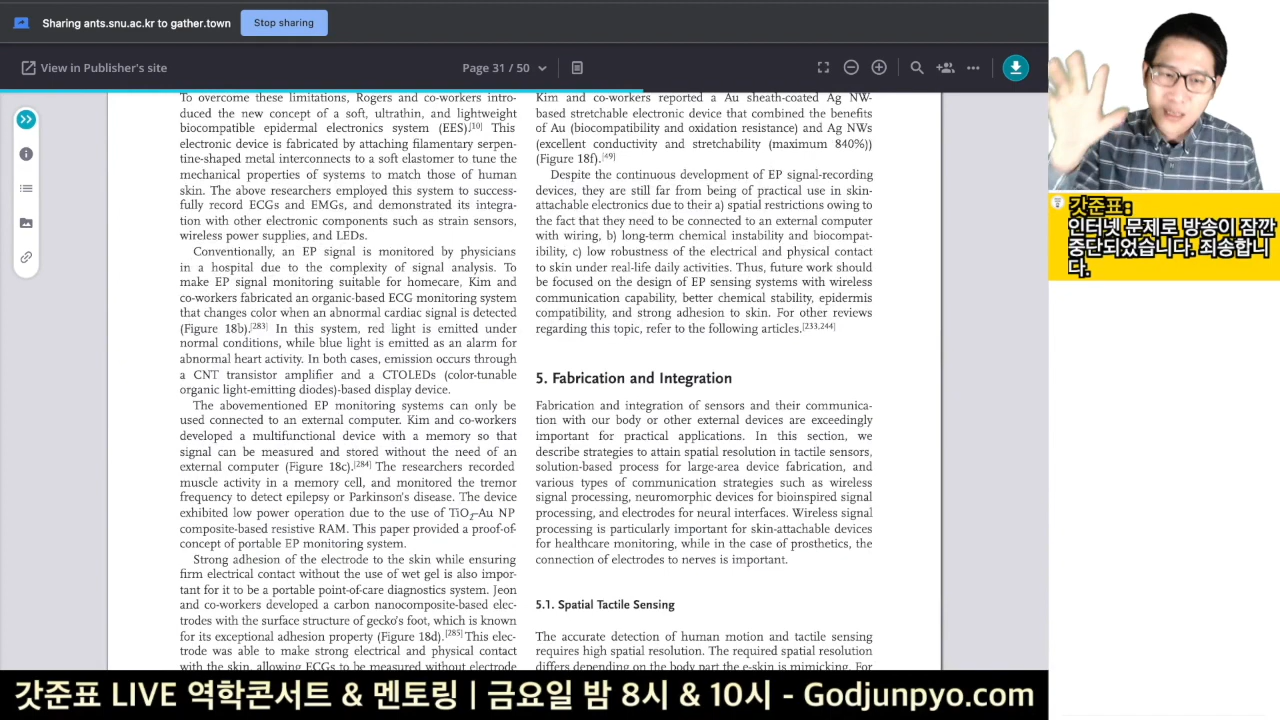 Sharing ants.snu.ac.kr to gather.town
Stop sharing
View in Publisher's site
Page 31 / 50
To overcome these limitations, Rogers and co-workers intro-
duced the new concept of a soft, ultrathin, and lightweight
biocompatible epidermal electronics system (EES).[10] This
electronic device is fabricated by attaching filamentary serpen-
tine-shaped metal interconnects to a soft elastomer to tune the
mechanical properties of systems to match those of human
skin. The above researchers employed this system to success-
fully record ECGs and EMGs, and demonstrated its integra-
tion with other electronic components such as strain sensors,
wireless power supplies, and LEDs.
Conventionally, an EP signal is monitored by physicians
in a hospital due to the complexity of signal analysis. To
make EP signal monitoring suitable for homecare, Kim and
co-workers fabricated an organic-based ECG monitoring system
that changes color when an abnormal cardiac signal is detected
(Figure 18b).[283] In this system, red light is emitted under
normal conditions, while blue light is emitted as an alarm for
abnormal heart activity. In both cases, emission occurs through
a CNT transistor amplifier and a CTOLEDs (color-tunable
organic light-emitting diodes)-based display device.
The abovementioned EP monitoring systems can only be
used connected to an external computer. Kim and co-workers
developed a multifunctional device with a memory so that
signal can be measured and stored without the need of an
external computer (Figure 18c).[284] The researchers recorded
muscle activity in a memory cell, and monitored the tremor
frequency to detect epilepsy or Parkinson's disease. The device
exhibited low power operation due to the use of TiO2-Au NP
composite-based resistive RAM. This paper provided a proof-of-
concept of portable EP monitoring system.
Strong adhesion of the electrode to the skin while ensuring
firm electrical contact without the use of wet gel is also impor-
tant for it to be a portable point-of-care diagnostics system. Jeon
and co-workers developed a carbon nanocomposite-based elec-
trodes with the surface structure of gecko's foot, which is known
for its exceptional adhesion property (Figure 18d).[285] This elec-
trode was able to make strong electrical and physical contact
with the skin, allowing ECGs to be measured without electrode
Kim and co-workers reported a Au sheath-coated Ag NW-
based stretchable electronic device that combined the benefits
of Au (biocompatibility and oxidation resistance) and Ag NWs
(excellent conductivity and stretchability (maximum 840%))
(Figure 18f).[49]
Despite the continuous development of EP signal-recording
devices, they are still far from being of practical use in skin-
attachable electronics due to their a) spatial restrictions owing to
the fact that they need to be connected to an external computer
with wiring, b) long-term chemical instability and biocompat-
ibility, c) low robustness of the electrical and physical contact
to skin under real-life daily activities. Thus, future work should
be focused on the design of EP sensing systems with wireless
communication capability, better chemical stability, epidermis
compatibility, and strong adhesion to skin. For other reviews
regarding this topic, refer to the following articles.[233,244]
5. Fabrication and Integration
Fabrication and integration of sensors and their communica-
tion with our body or other external devices are exceedingly
important for practical applications. In this section, we
describe strategies to attain spatial resolution in tactile sensors,
solution-based process for large-area device fabrication, and
various types of communication strategies such as wireless
signal processing, neuromorphic devices for bioinspired signal
processing, and electrodes for neural interfaces. Wireless signal
processing is particularly important for skin-attachable devices
for healthcare monitoring, while in the case of prosthetics, the
connection of electrodes to nerves is important.
5.1. Spatial Tactile Sensing
The accurate detection of human motion and tactile sensing
requires high spatial resolution. The required spatial resolution
differs depending on the body part the e-skin is mimicking. For
갓준표:
인터넷 문제로 방송이 잠깐
중단되었습니다. 죄송합니
다.
갓준표 LIVE 역학콘서트 & 멘토링 | 금요일 밤 8시 & 10시 - Godjunpyo.com